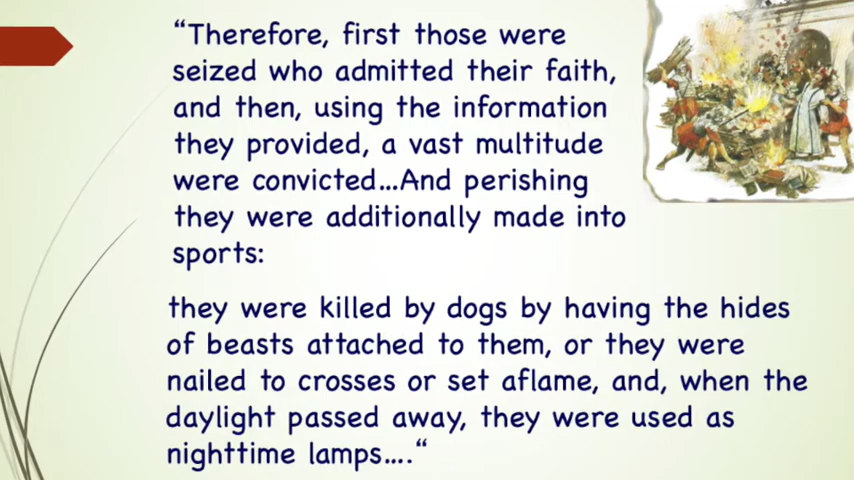 “Therefore, first those were
seized who admitted their faith,
and then, using the information
they provided, a vast multitude
were convicted...And perishing
they were additionally made into
sports:
they were killed by dogs by having the hides
of beasts attached to them, or they were
nailed to crosses or set aflame, and, when the
daylight passed away, they were used as
nighttime lamps....“